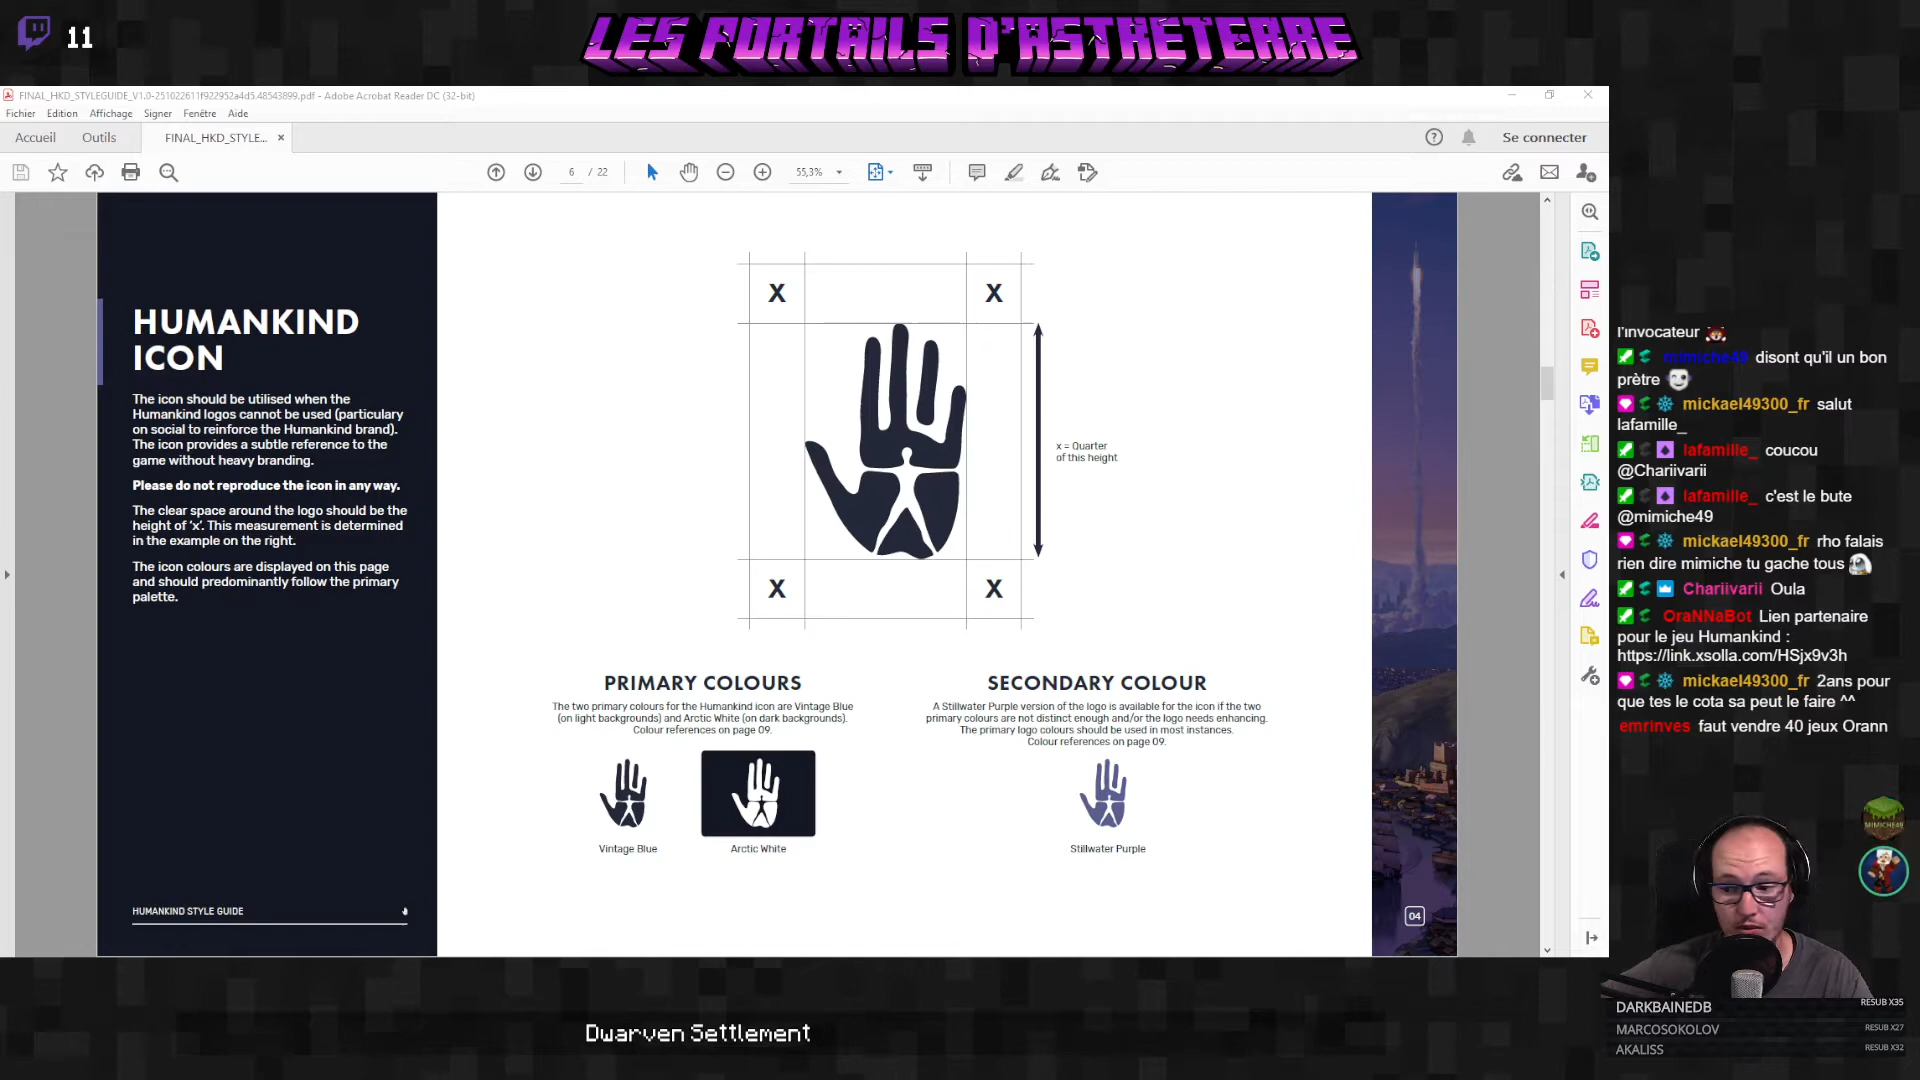 11
LES PORTAILS D'ASTRETERRE
FINAL_HKD_STYLEGUIDE_V1.0-251022611f922952a4d5.48543899.pdf - Adobe Acrobat Reader DC (32-bit)
Fichier Edition Affichage Signer Fenêtre Aide
Accueil Outils FINAL_HKD_STYLE... × Se connecter
6 / 22 55,3%
HUMANKIND
ICON
The icon should be utilised when the
Humankind logos cannot be used (particulary
on social to reinforce the Humankind brand).
The icon provides a subtle reference to the
game without heavy branding.
Please do not reproduce the icon in any way.
The clear space around the logo should be the
height of ‘x’. This measurement is determined
in the example on the right.
The icon colours are displayed on this page
and should predominantly follow the primary
palette.
HUMANKIND STYLE GUIDE
X X
x = Quarter
of this height
X X
PRIMARY COLOURS
The two primary colours for the Humankind icon are Vintage Blue
(on light backgrounds) and Arctic White (on dark backgrounds).
Colour references on page 09.
Vintage Blue
Arctic White
SECONDARY COLOUR
A Stillwater Purple version of the logo is available for the icon if the two
primary colours are not distinct enough and/or the logo needs enhancing.
The primary logo colours should be used in most instances.
Colour references on page 09.
Stillwater Purple
04
l'invocateur
mimiche49 disont qu'il un bon
prètre
mickael49300_fr salut
lafamille_
lafamille_ coucou
@Chariivarii
lafamille_ c'est le bute
@mimiche49
mickael49300_fr rho falais
rien dire mimiche tu gache tous
Chariivarii Oula
OraNNaBot Lien partenaire
pour le jeu Humankind :
https://link.xsolla.com/HSjx9v3h
mickael49300_fr 2ans pour
que tes le cota sa peut le faire ^^
emrinves faut vendre 40 jeux Orann
MIMICHE49
DARKBAINEDB RESUB X35
MARCOSOKOLOV RESUB X27
AKALISS RESUB X32
Dwarven Settlement